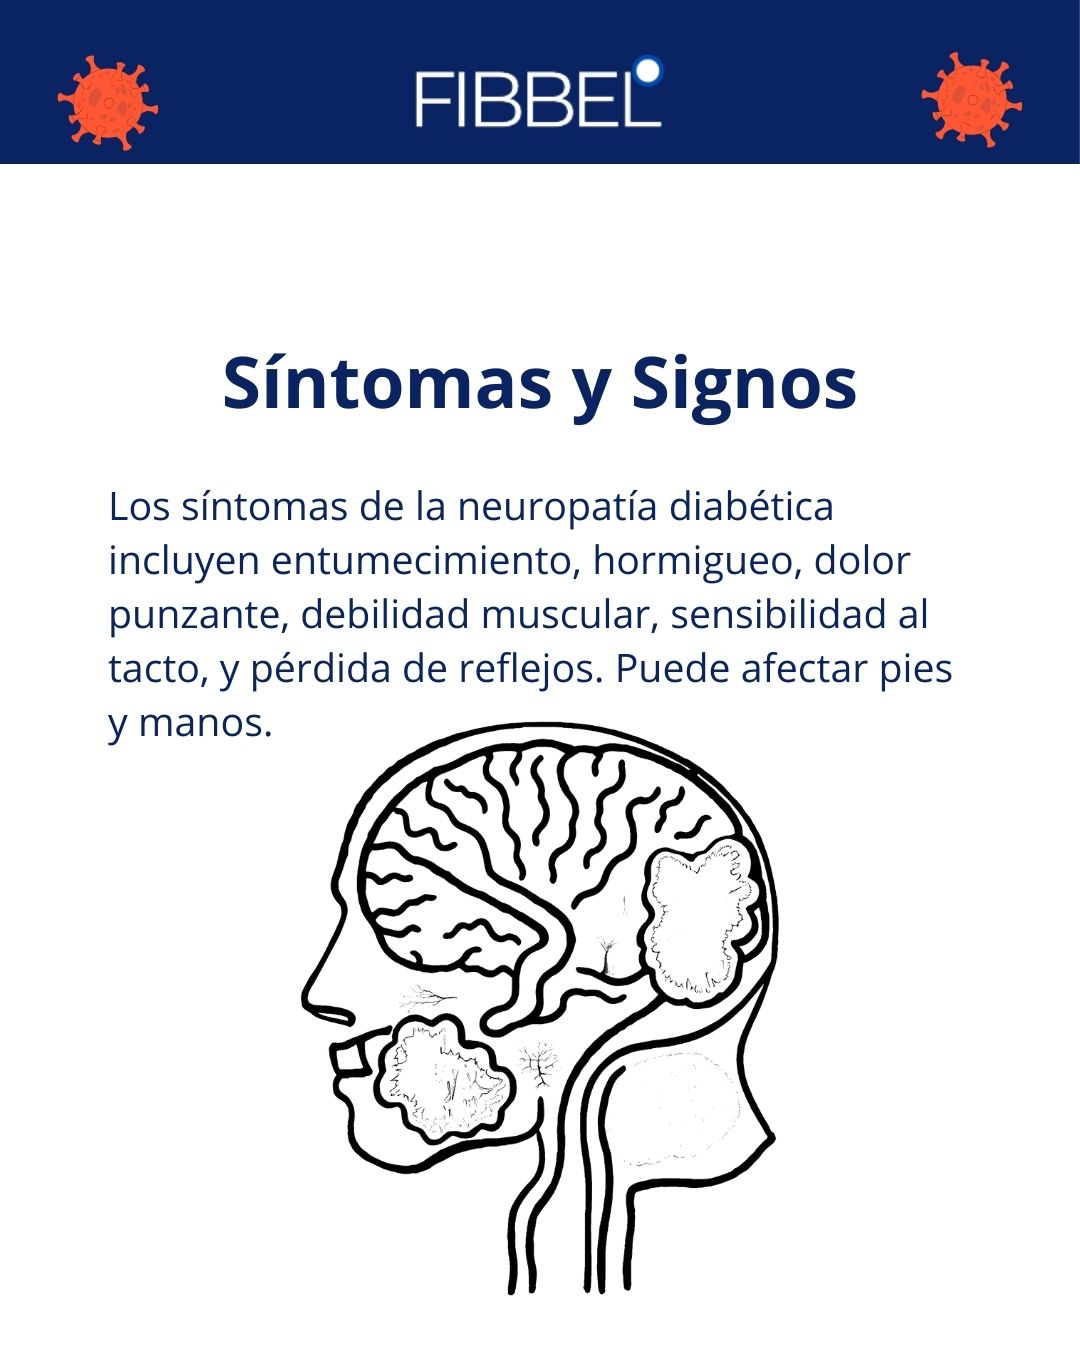 FIBBEL
Síntomas y Signos
Los síntomas de la neuropatía diabética
incluyen entumecimiento, hormigueo, dolor
punzante, debilidad muscular, sensibilidad al
tacto, y pérdida de reflejos. Puede afectar pies
y manos.